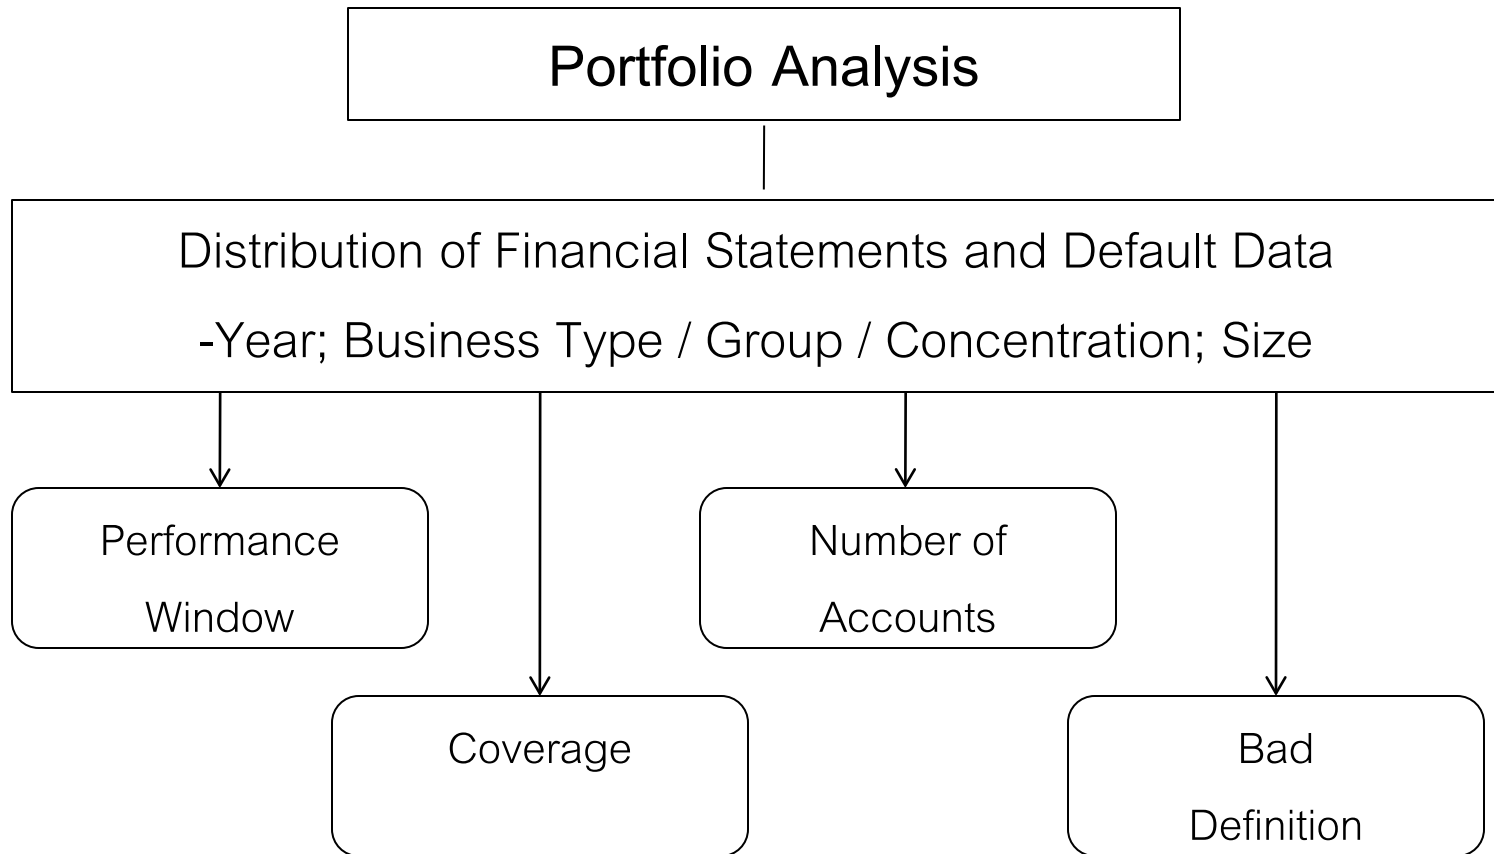 Portfolio Analysis
Distribution of Financial Statements and Default Data
-Year; Business Type / Group / Concentration; Size
Performance
Window
Number of
Accounts
Coverage
Bad
Definition